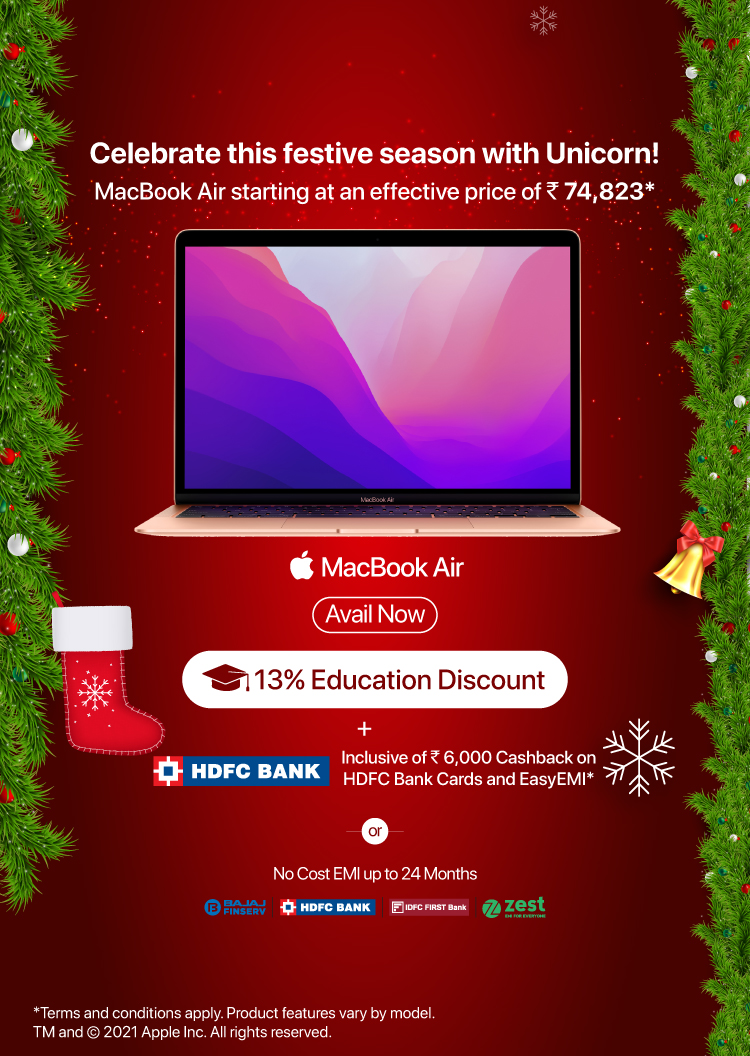 Celebrate this festive season with Unicorn!
MacBook Air starting at an effective price of ₹ 74,823*
MacBook Air
MacBook Air
Avail Now
13% Education Discount
+
HDFC BANK
Inclusive of ₹ 6,000 Cashback on
HDFC Bank Cards and EasyEMI*
or
No Cost EMI up to 24 Months
BAJAJ
FINSERV
HDFC BANK
IDFC FIRST Bank
zest
EMI FOR EVERYONE
*Terms and conditions apply. Product features vary by model.
TM and © 2021 Apple Inc. All rights reserved.